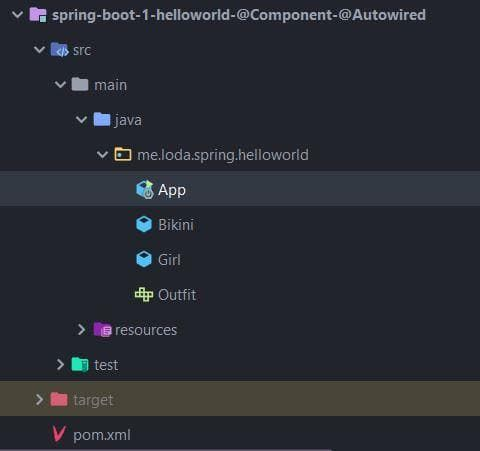 spring-boot-1-helloworld-@Component-@Autowired
src
main
java
me.loda.spring.helloworld
App
Bikini
Girl
Outfit
resources
test
target
pom.xml